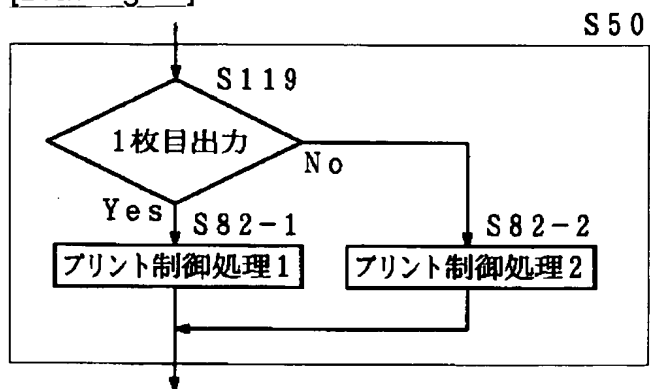 S50
S119
1枚目出力
No
Yes
S82-1
S82-2
プリント制御処理1
プリント制御処理2